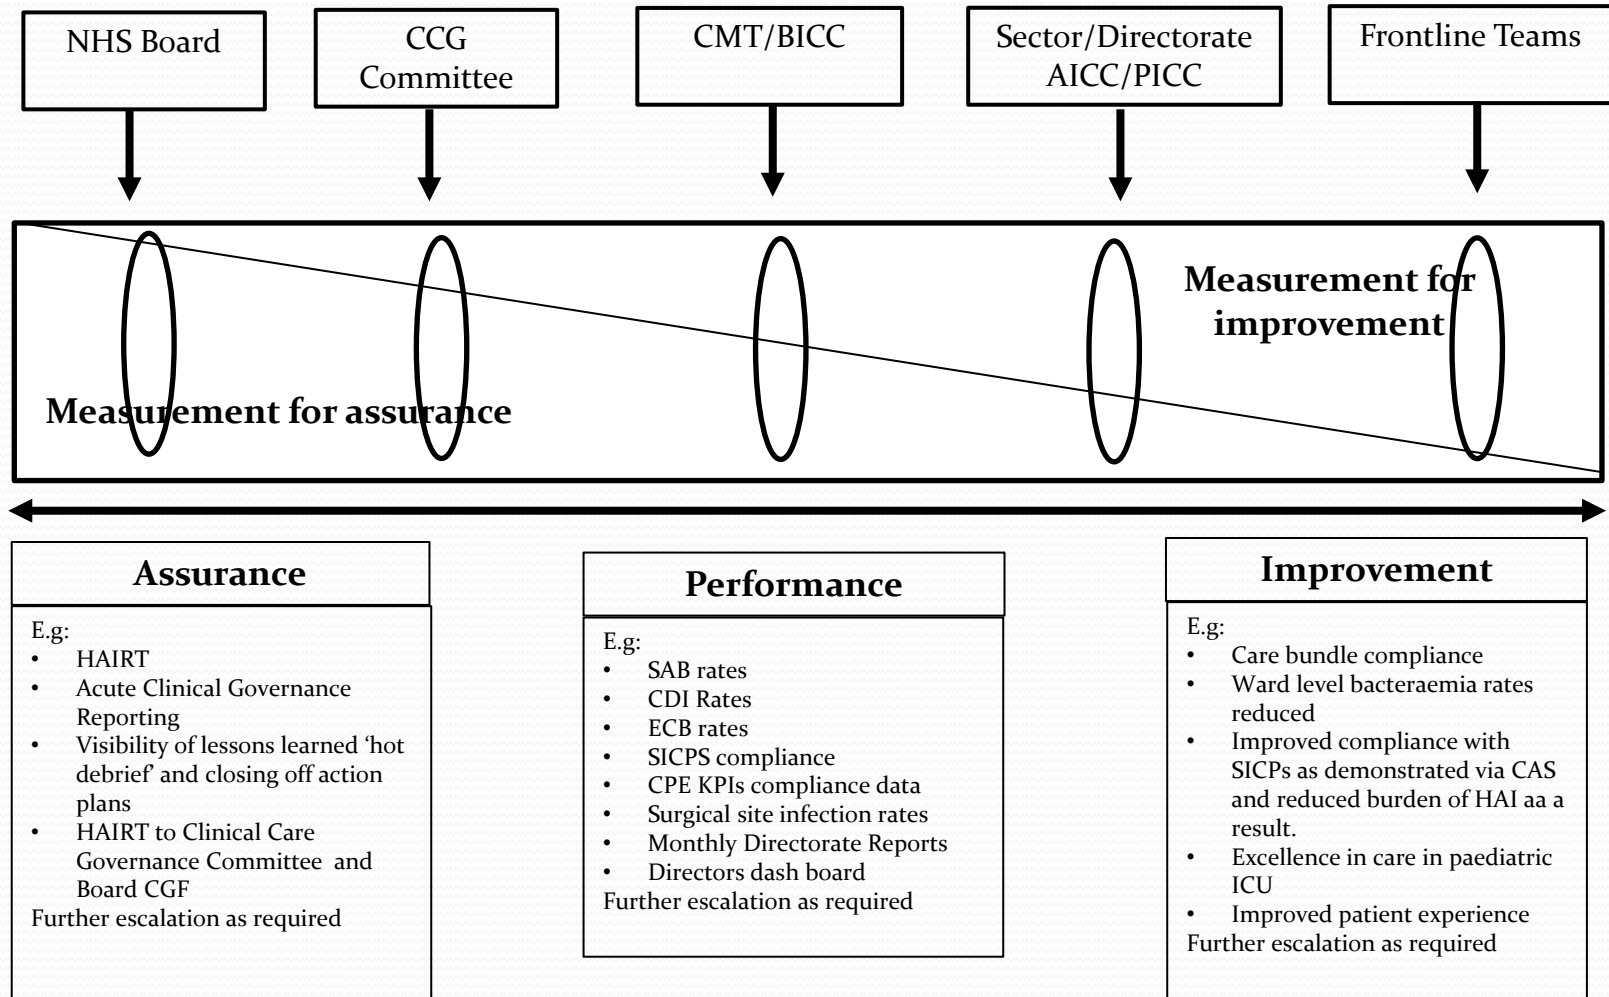 NHS Board
CCG
Committee
CMT/BICC
Sector/Directorate
AICC/PICC
Frontline Teams
Measurement for
improvement
Measurement for assurance
Assurance
E.g:
• HAIRT
• Acute Clinical Governance
Reporting
• Visibility of lessons learned ‘hot
debrief’ and closing off action
plans
• HAIRT to Clinical Care
Governance Committee and
Board CGF
Further escalation as required
Performance
E.g:
• SAB rates
• CDI Rates
• ECB rates
• SICPS compliance
• CPE KPIs compliance data
• Surgical site infection rates
• Monthly Directorate Reports
• Directors dash board
Further escalation as required
Improvement
E.g:
• Care bundle compliance
• Ward level bacteraemia rates
reduced
• Improved compliance with
SICPs as demonstrated via CAS
and reduced burden of HAI aa a
result.
• Excellence in care in paediatric
ICU
• Improved patient experience
Further escalation as required